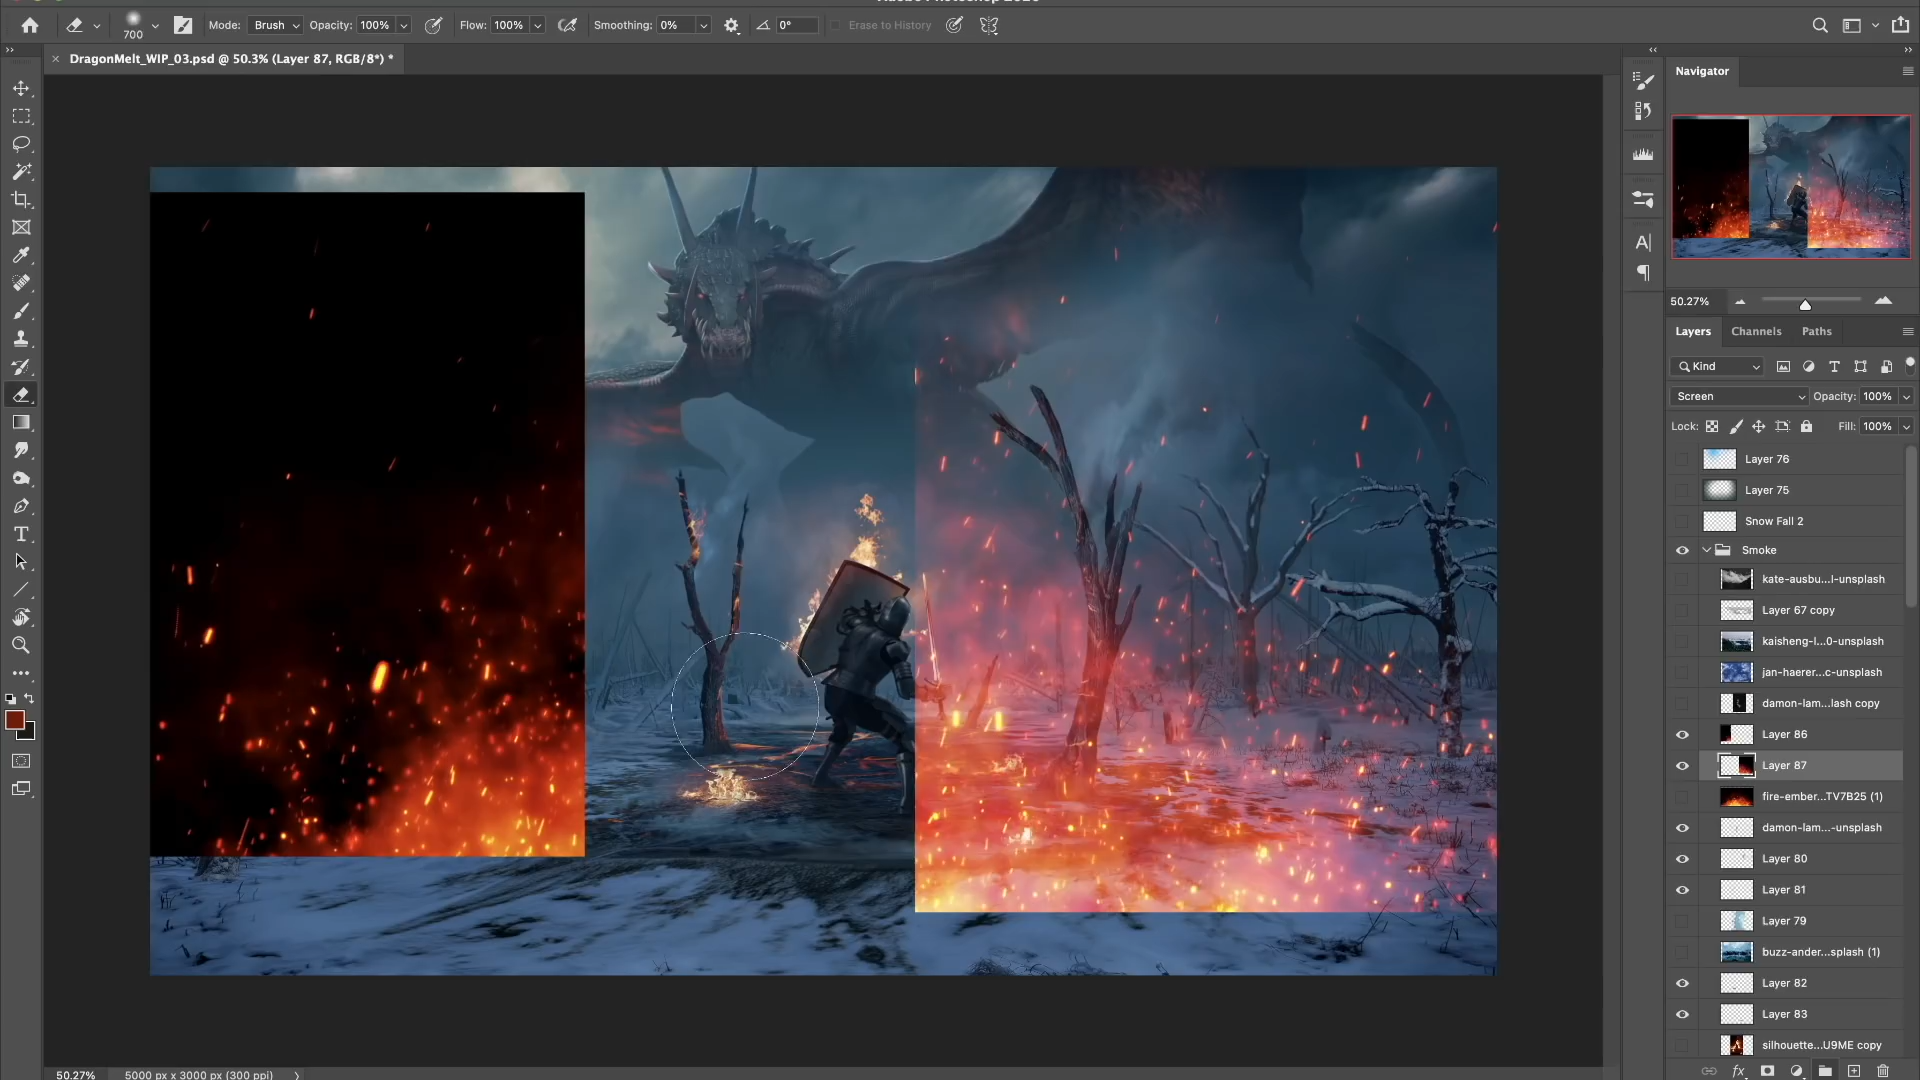 700
Mode:
Brush
Opacity:
100%
Flow:
100%
Smoothing:
0%
0°
Erase to History
DragonMelt_WIP_03.psd @ 50.3% (Layer 87, RGB/8*) *
Navigator
50.27%
Layers
Channels
Paths
Kind
Screen
Opacity:
100%
Lock:
Fill:
100%
Layer 76
Layer 75
Snow Fall 2
Smoke
kate-ausbu...l-unsplash
Layer 67 copy
kaisheng-l...0-unsplash
jan-haerer...c-unsplash
damon-lam...lash copy
Layer 86
Layer 87
fire-ember...TV7B25 (1)
damon-lam...-unsplash
Layer 80
Layer 81
Layer 79
buzz-ander...splash (1)
Layer 82
Layer 83
silhouette...U9ME copy
50.27%
5000 px x 3000 px (300 ppi)